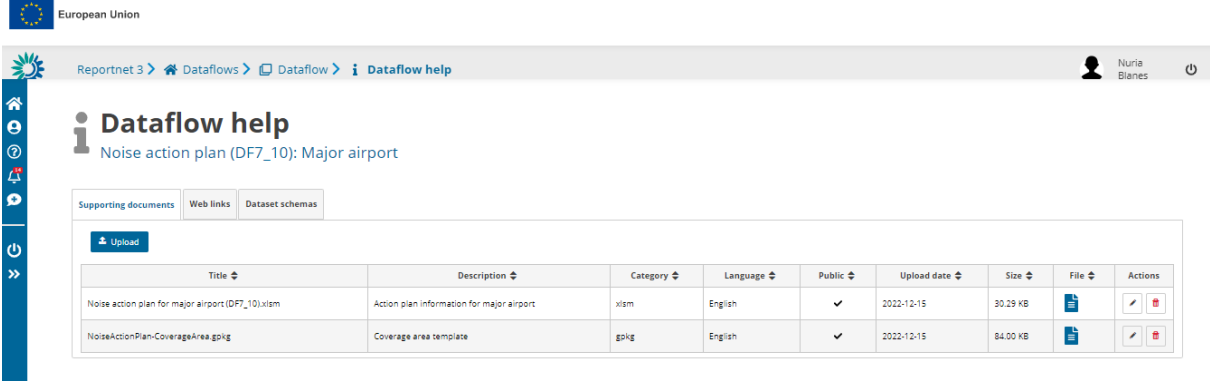 European Union
Reportnet 3 Dataflows Dataflow Dataflow help
Nuria
Blanes
14
Dataflow help
Noise action plan (DF7_10): Major airport
Supporting documents Web links Dataset schemas
Upload
Title Description Category Language Public Upload date Size File Actions
Noise action plan for major airport (DF7_10).xlsm Action plan information for major airport xlsm English 2022-12-15 30.29 KB
NoiseActionPlan-CoverageArea.gpkg Coverage area template gpkg English 2022-12-15 84.00 KB